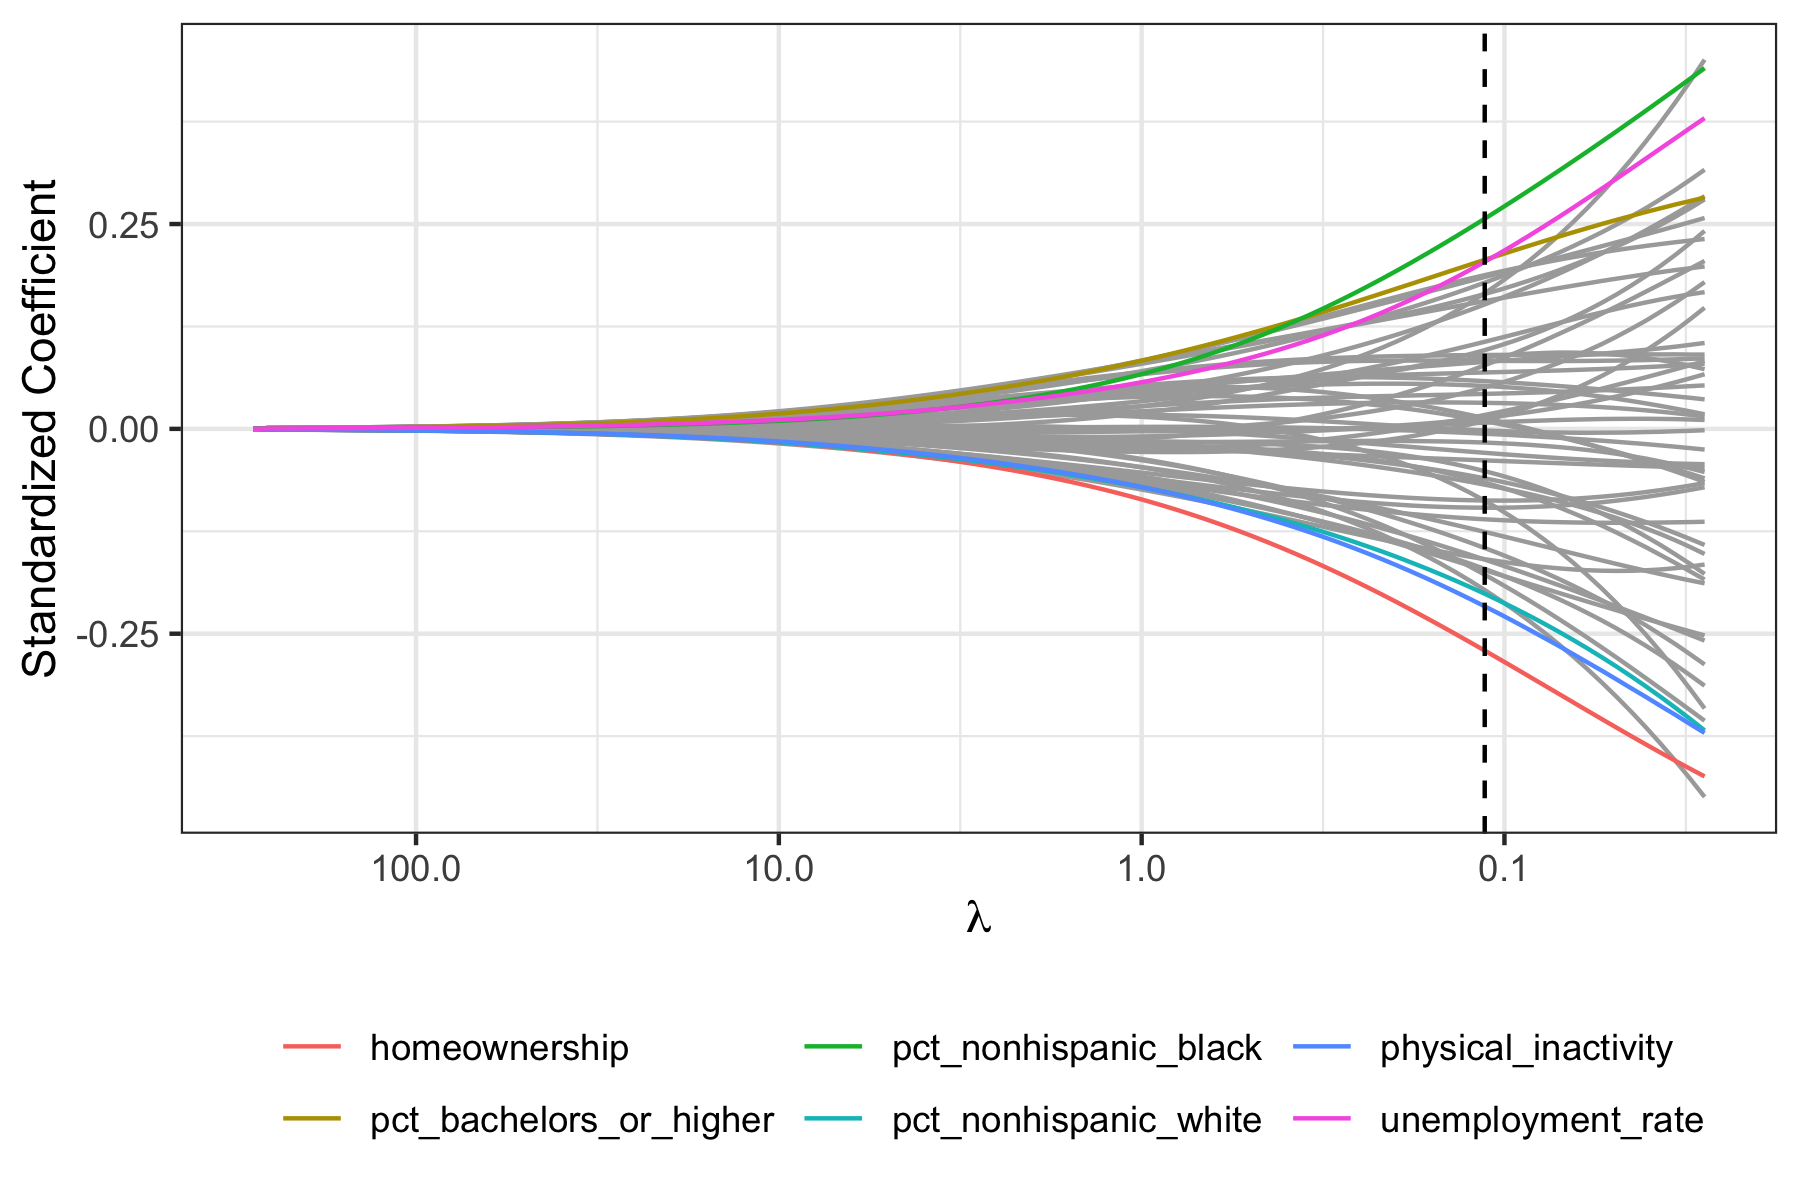 Standardized Coefficient
0.25
0.00
-0.25
100.0
10.0
1.0
0.1
λ
homeownership
pct_nonhispanic_black
physical_inactivity
pct_bachelors_or_higher
pct_nonhispanic_white
unemployment_rate